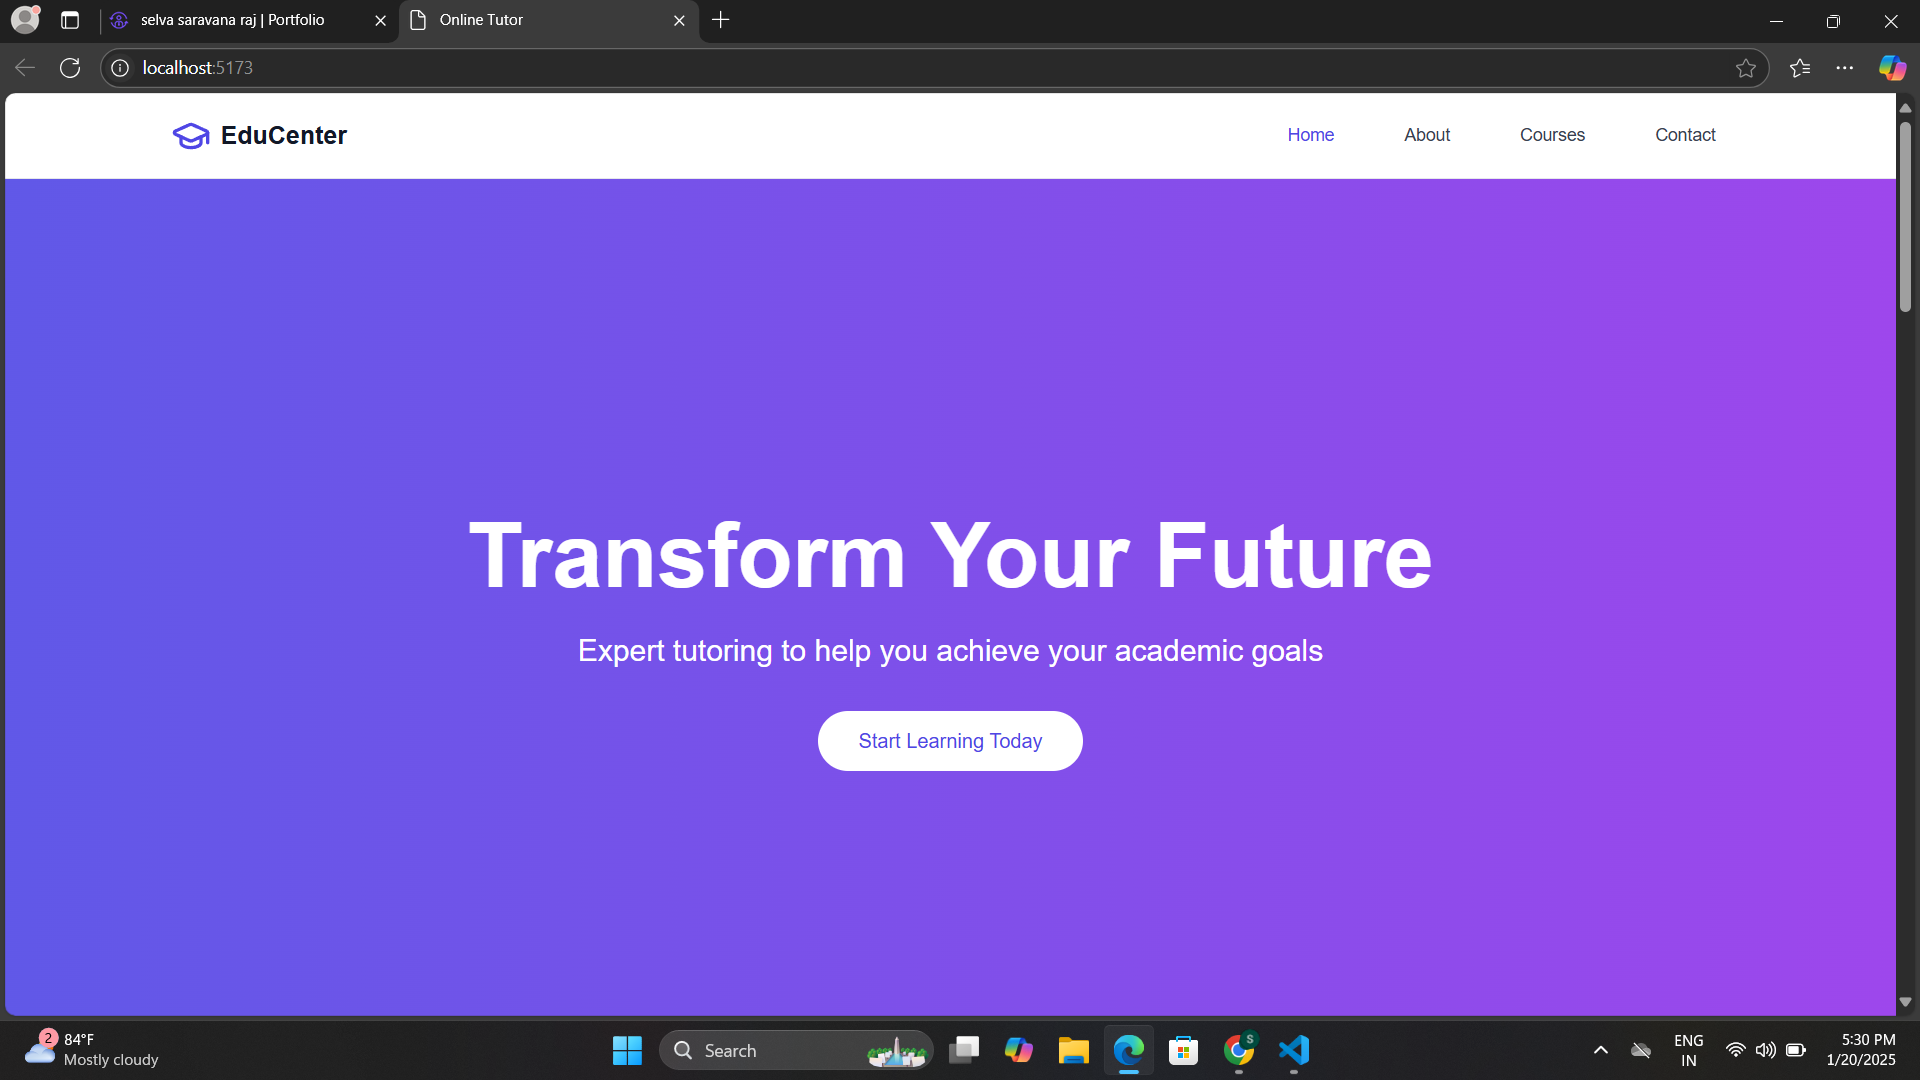 selva saravana raj | Portfolio
Online Tutor
localhost:5173
EduCenter
Home
About
Courses
Contact
Transform Your Future
Expert tutoring to help you achieve your academic goals
Start Learning Today
2
84°F
Mostly cloudy
Search
S
ENG
IN
5:30 PM
1/20/2025